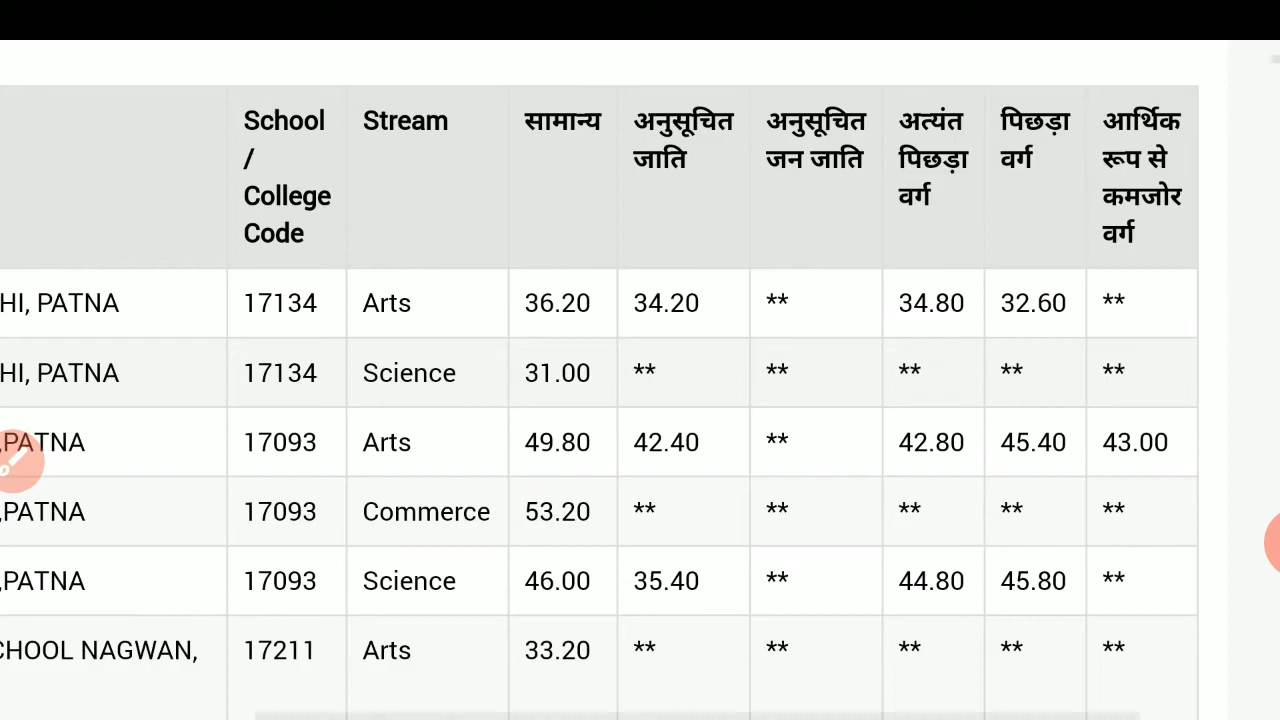 School / College Code Stream सामान्य अनुसूचित जाति अनुसूचित जन जाति अत्यंत पिछड़ा वर्ग पिछड़ा वर्ग आर्थिक रूप से कमजोर वर्ग
HI, PATNA 17134 Arts 36.20 34.20 ** 34.80 32.60 **
HI, PATNA 17134 Science 31.00 ** ** ** ** **
,PATNA 17093 Arts 49.80 42.40 ** 42.80 45.40 43.00
,PATNA 17093 Commerce 53.20 ** ** ** ** **
,PATNA 17093 Science 46.00 35.40 ** 44.80 45.80 **
CHOOL NAGWAN, 17211 Arts 33.20 ** ** ** ** **